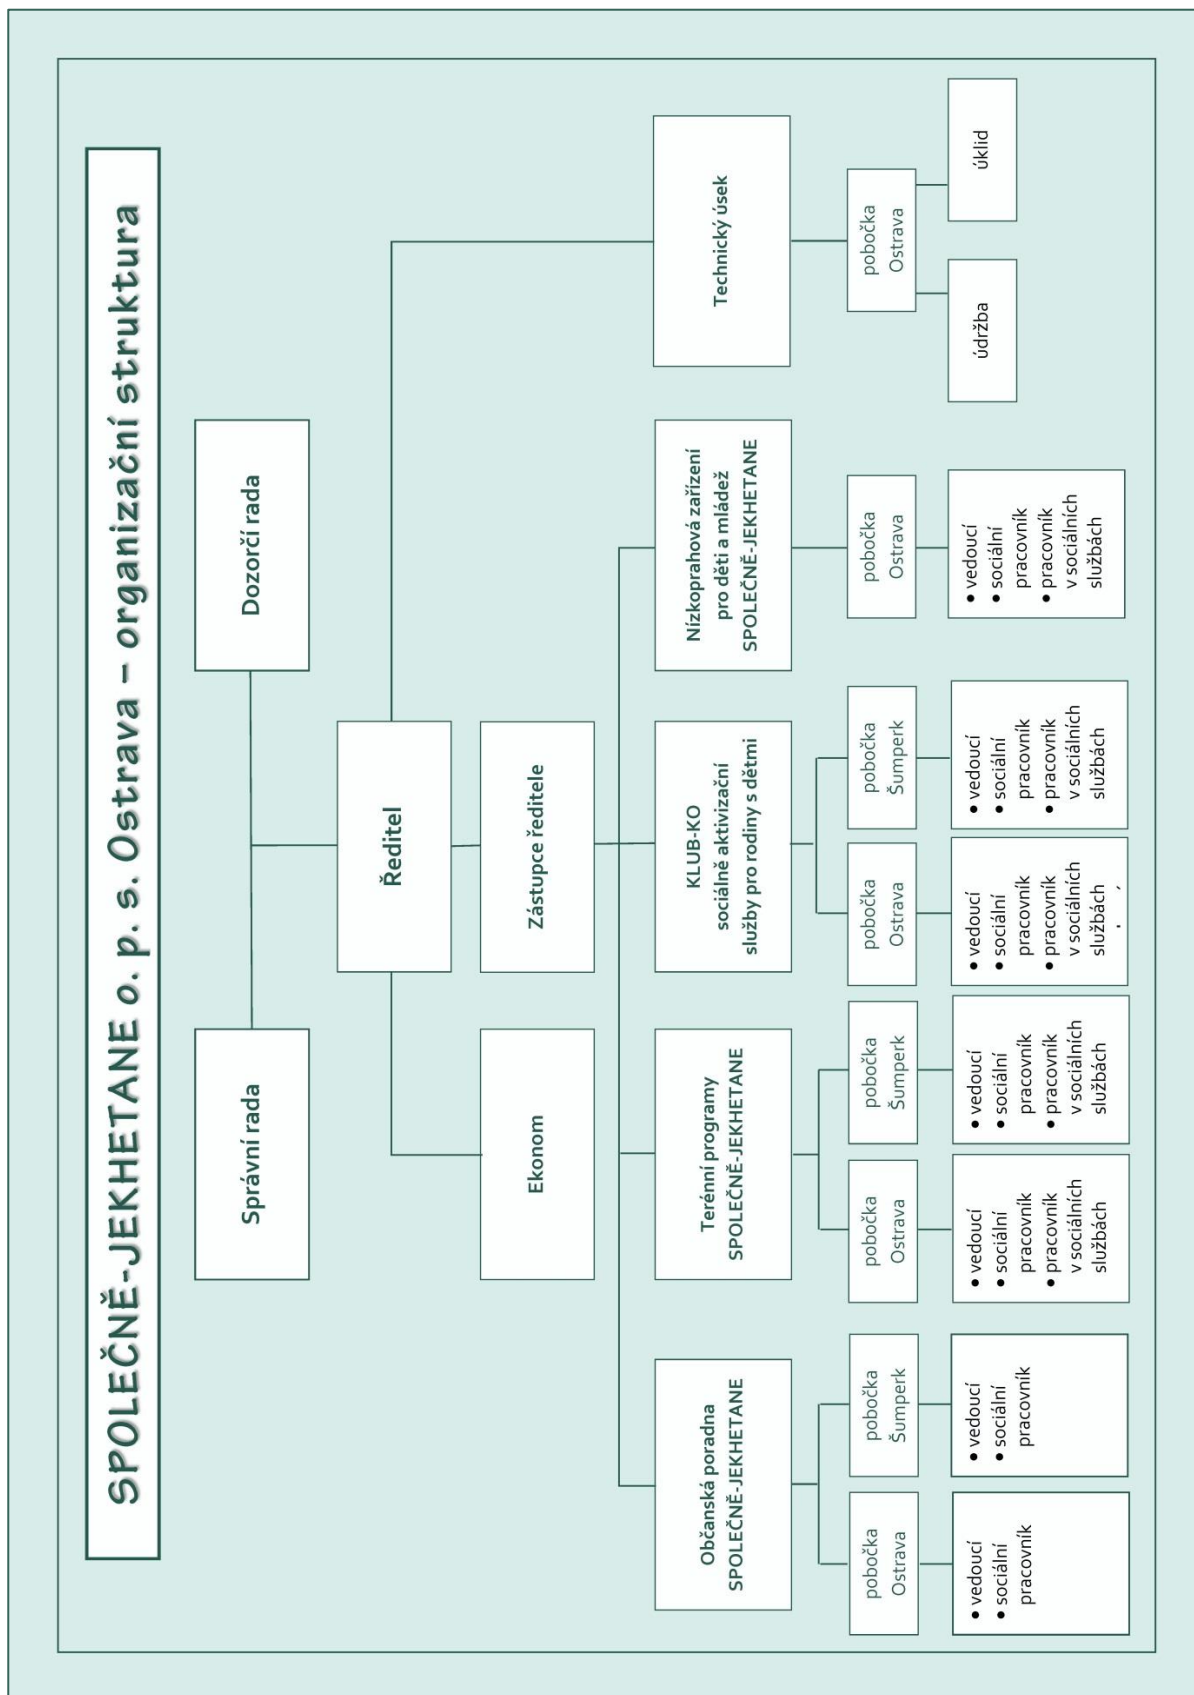 SPOLEČNĚ-JEKHETANE o. p. s. Ostrava – organizační struktura
Správní rada
Dozorčí rada
Ředitel
Ekonom
Zástupce ředitele
Občanská poradna
SPOLEČNĚ-JEKHETANE
Terénní programy
SPOLEČNĚ-JEKHETANE
KLUB-KO
sociálně aktivizační
služby pro rodiny s dětmi
Nízkoprahová zařízení
pro děti a mládež
SPOLEČNĚ-JEKHETANE
Technický úsek
pobočka
Ostrava
pobočka
Šumperk
pobočka
Ostrava
pobočka
Šumperk
pobočka
Ostrava
pobočka
Šumperk
pobočka
Ostrava
pobočka
Ostrava
• vedoucí
• sociální
pracovník
• vedoucí
• sociální
pracovník
• vedoucí
• sociální
pracovník
• pracovník
v sociálních
službách
• vedoucí
• sociální
pracovník
• pracovník
v sociálních
službách
• vedoucí
• sociální
pracovník
• pracovník
v sociálních
službách
• vedoucí
• sociální
pracovník
• pracovník
v sociálních
službách
• vedoucí
• sociální
pracovník
• pracovník
v sociálních
službách
údržba
úklid